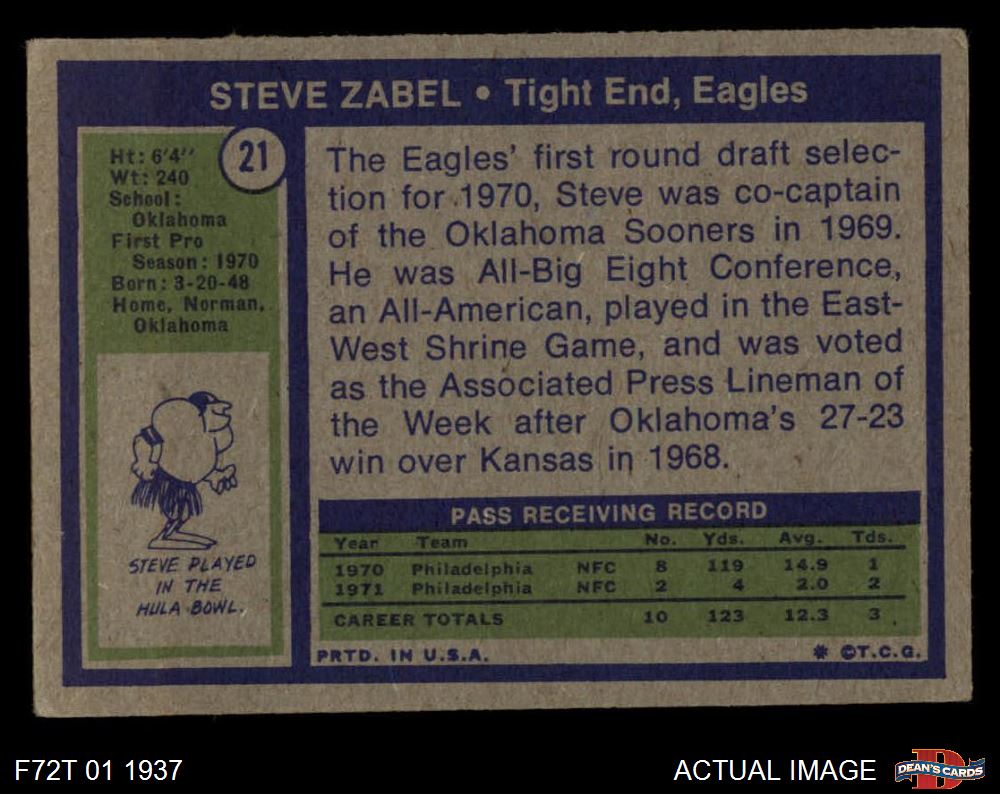 STEVE ZABEL • Tight End, Eagles
21
Ht: 6'4''
Wt: 240
School:
Oklahoma
First Pro
Season: 1970
Born: 3-20-48
Home, Norman,
Oklahoma
STEVE PLAYED
IN THE
HULA BOWL.
The Eagles' first round draft selec-
tion for 1970, Steve was co-captain
of the Oklahoma Sooners in 1969.
He was All-Big Eight Conference,
an All-American, played in the East-
West Shrine Game, and was voted
as the Associated Press Lineman of
the Week after Oklahoma's 27-23
win over Kansas in 1968.
PASS RECEIVING RECORD
Year Team No. Yds. Avg. Tds.
1970 Philadelphia NFC 8 119 14.9 1
1971 Philadelphia NFC 2 4 2.0 2
CAREER TOTALS 10 123 12.3 3
PRTD. IN U.S.A. * ©T.C.G.
F72T 01 1937
ACTUAL IMAGE
DEAN'S CARDS